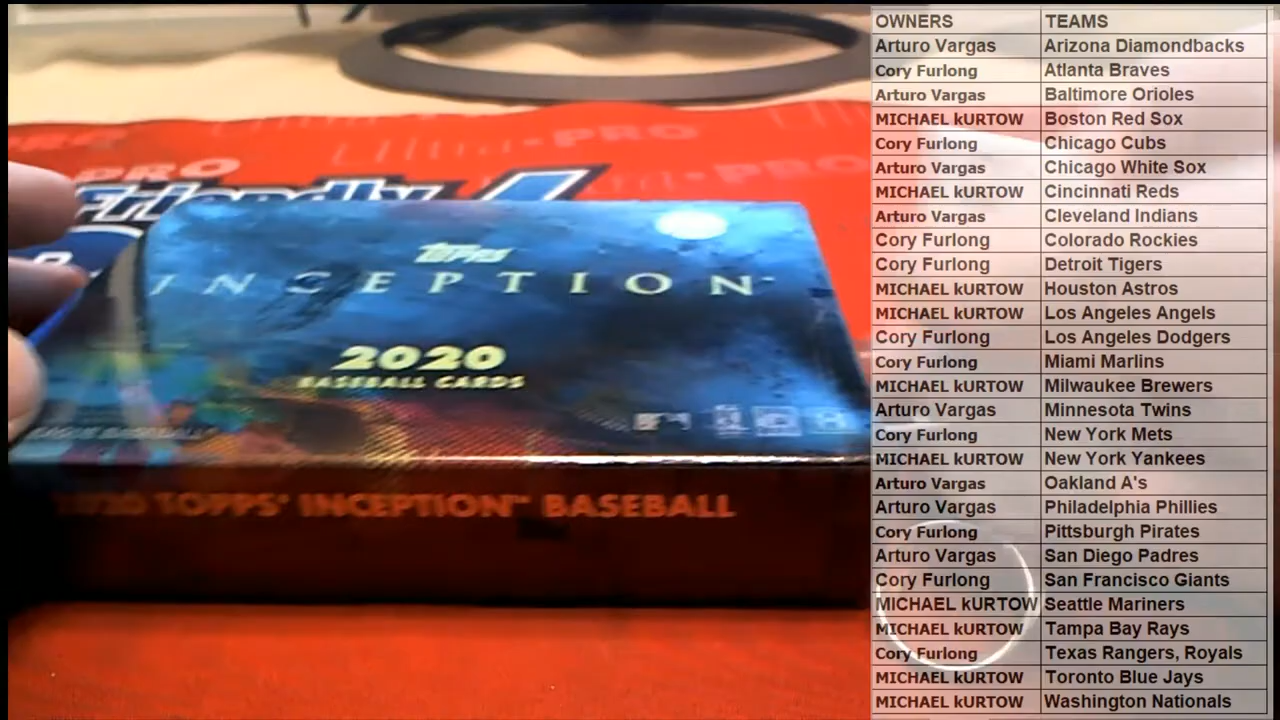 PRO
Ultra·PRO
PRO
Friendly
TOPPS
INCEPTION™
2020
BASEBALL CARDS
2020 TOPPS® INCEPTION™ BASEBALL
OWNERS TEAMS
Arturo Vargas Arizona Diamondbacks
Cory Furlong Atlanta Braves
Arturo Vargas Baltimore Orioles
MICHAEL kURTOW Boston Red Sox
Cory Furlong Chicago Cubs
Arturo Vargas Chicago White Sox
MICHAEL kURTOW Cincinnati Reds
Arturo Vargas Cleveland Indians
Cory Furlong Colorado Rockies
Cory Furlong Detroit Tigers
MICHAEL kURTOW Houston Astros
MICHAEL kURTOW Los Angeles Angels
Cory Furlong Los Angeles Dodgers
Cory Furlong Miami Marlins
MICHAEL kURTOW Milwaukee Brewers
Arturo Vargas Minnesota Twins
Cory Furlong New York Mets
MICHAEL kURTOW New York Yankees
Arturo Vargas Oakland A's
Arturo Vargas Philadelphia Phillies
Cory Furlong Pittsburgh Pirates
Arturo Vargas San Diego Padres
Cory Furlong San Francisco Giants
MICHAEL kURTOW Seattle Mariners
MICHAEL kURTOW Tampa Bay Rays
Cory Furlong Texas Rangers, Royals
MICHAEL kURTOW Toronto Blue Jays
MICHAEL kURTOW Washington Nationals